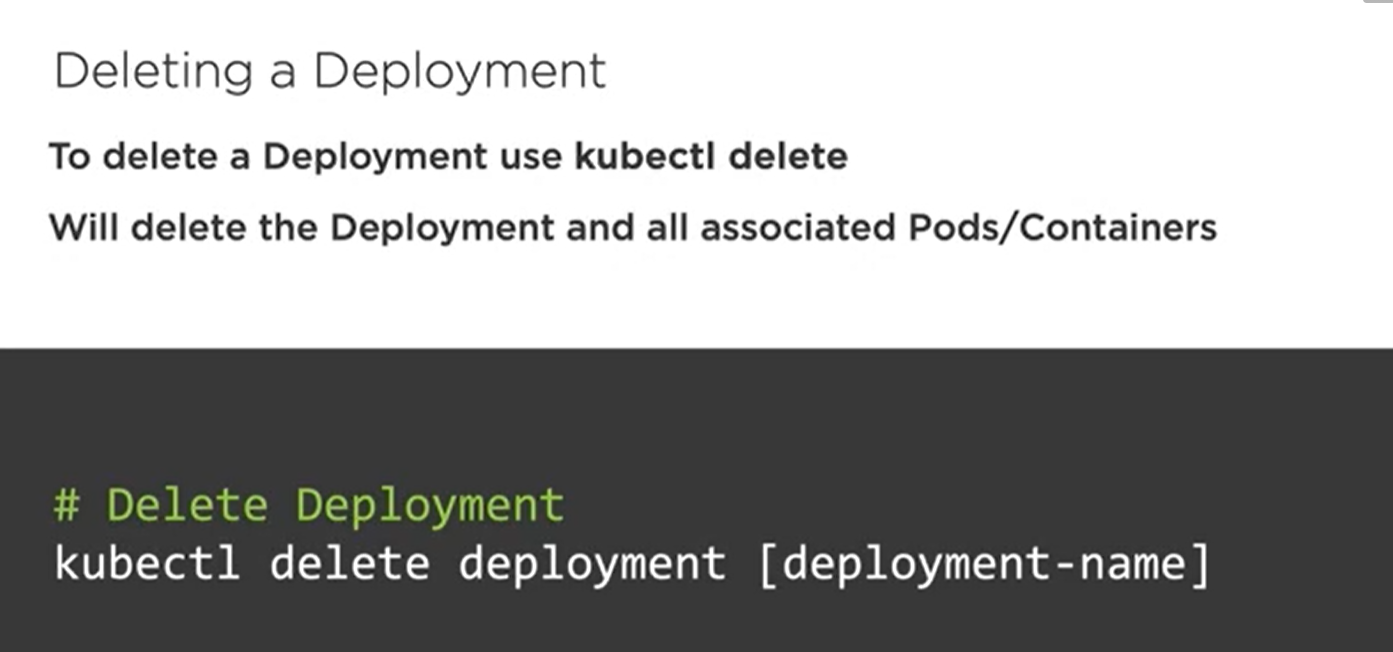 Deleting a Deployment
To delete a Deployment use kubectl delete
Will delete the Deployment and all associated Pods/Containers
# Delete Deployment
kubectl delete deployment [deployment-name]